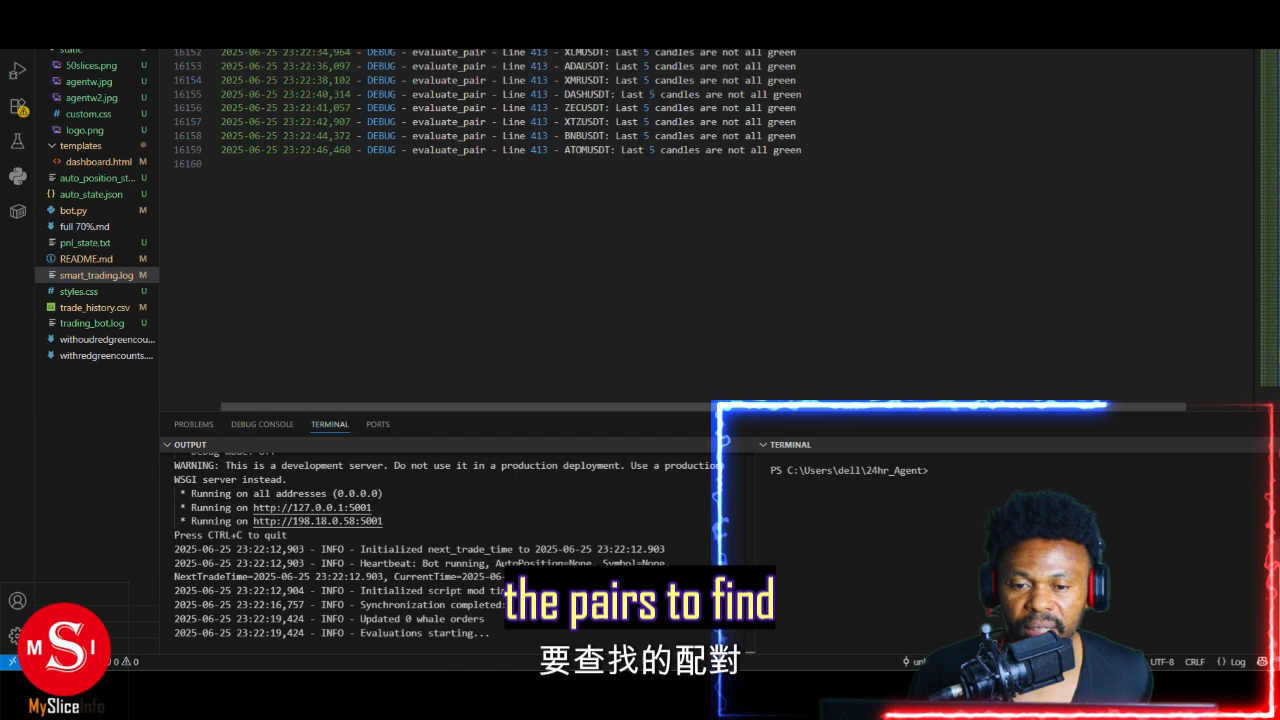 static
50slices.png U
agentw.jpg U
agentw2.jpg U
custom.css U
logo.png U
templates
dashboard.html M
auto_position_st... U
auto_state.json U
bot.py M
full 70%.md
pnl_state.txt U
README.md M
smart_trading.log M
styles.css U
trade_history.csv M
trading_bot.log U
withoudredgreencou...
withredgreencounts....
16152 2025-06-25 23:22:34,964 - DEBUG - evaluate_pair - Line 413 - XLMUSDT: Last 5 candles are not all green
16153 2025-06-25 23:22:36,097 - DEBUG - evaluate_pair - Line 413 - ADAUSDT: Last 5 candles are not all green
16154 2025-06-25 23:22:38,102 - DEBUG - evaluate_pair - Line 413 - XMRUSDT: Last 5 candles are not all green
16155 2025-06-25 23:22:40,314 - DEBUG - evaluate_pair - Line 413 - DASHUSDT: Last 5 candles are not all green
16156 2025-06-25 23:22:41,057 - DEBUG - evaluate_pair - Line 413 - ZECUSDT: Last 5 candles are not all green
16157 2025-06-25 23:22:42,907 - DEBUG - evaluate_pair - Line 413 - XTZUSDT: Last 5 candles are not all green
16158 2025-06-25 23:22:44,372 - DEBUG - evaluate_pair - Line 413 - BNBUSDT: Last 5 candles are not all green
16159 2025-06-25 23:22:46,460 - DEBUG - evaluate_pair - Line 413 - ATOMUSDT: Last 5 candles are not all green
16160
PROBLEMS DEBUG CONSOLE TERMINAL PORTS
OUTPUT
WARNING: This is a development server. Do not use it in a production deployment. Use a production
WSGI server instead.
* Running on all addresses (0.0.0.0)
* Running on http://127.0.0.1:5001
* Running on http://198.18.0.58:5001
Press CTRL+C to quit
2025-06-25 23:22:12,903 - INFO - Initialized next_trade_time to 2025-06-25 23:22:12.903
2025-06-25 23:22:12,903 - INFO - Heartbeat: Bot running, AutoPosition=None, Symbol=None,
NextTradeTime=2025-06-25 23:22:12.903, CurrentTime=2025-06-
2025-06-25 23:22:12,904 - INFO - Initialized script mod
2025-06-25 23:22:16,757 - INFO - Synchronization completed:
2025-06-25 23:22:19,424 - INFO - Updated 0 whale orders
2025-06-25 23:22:19,424 - INFO - Evaluations starting...
TERMINAL
PS C:\Users\dell\24hr_Agent>
the pairs to find
要查找的配對
0 0
UTF-8 CRLF {} Log
M S I
MySliceInfo